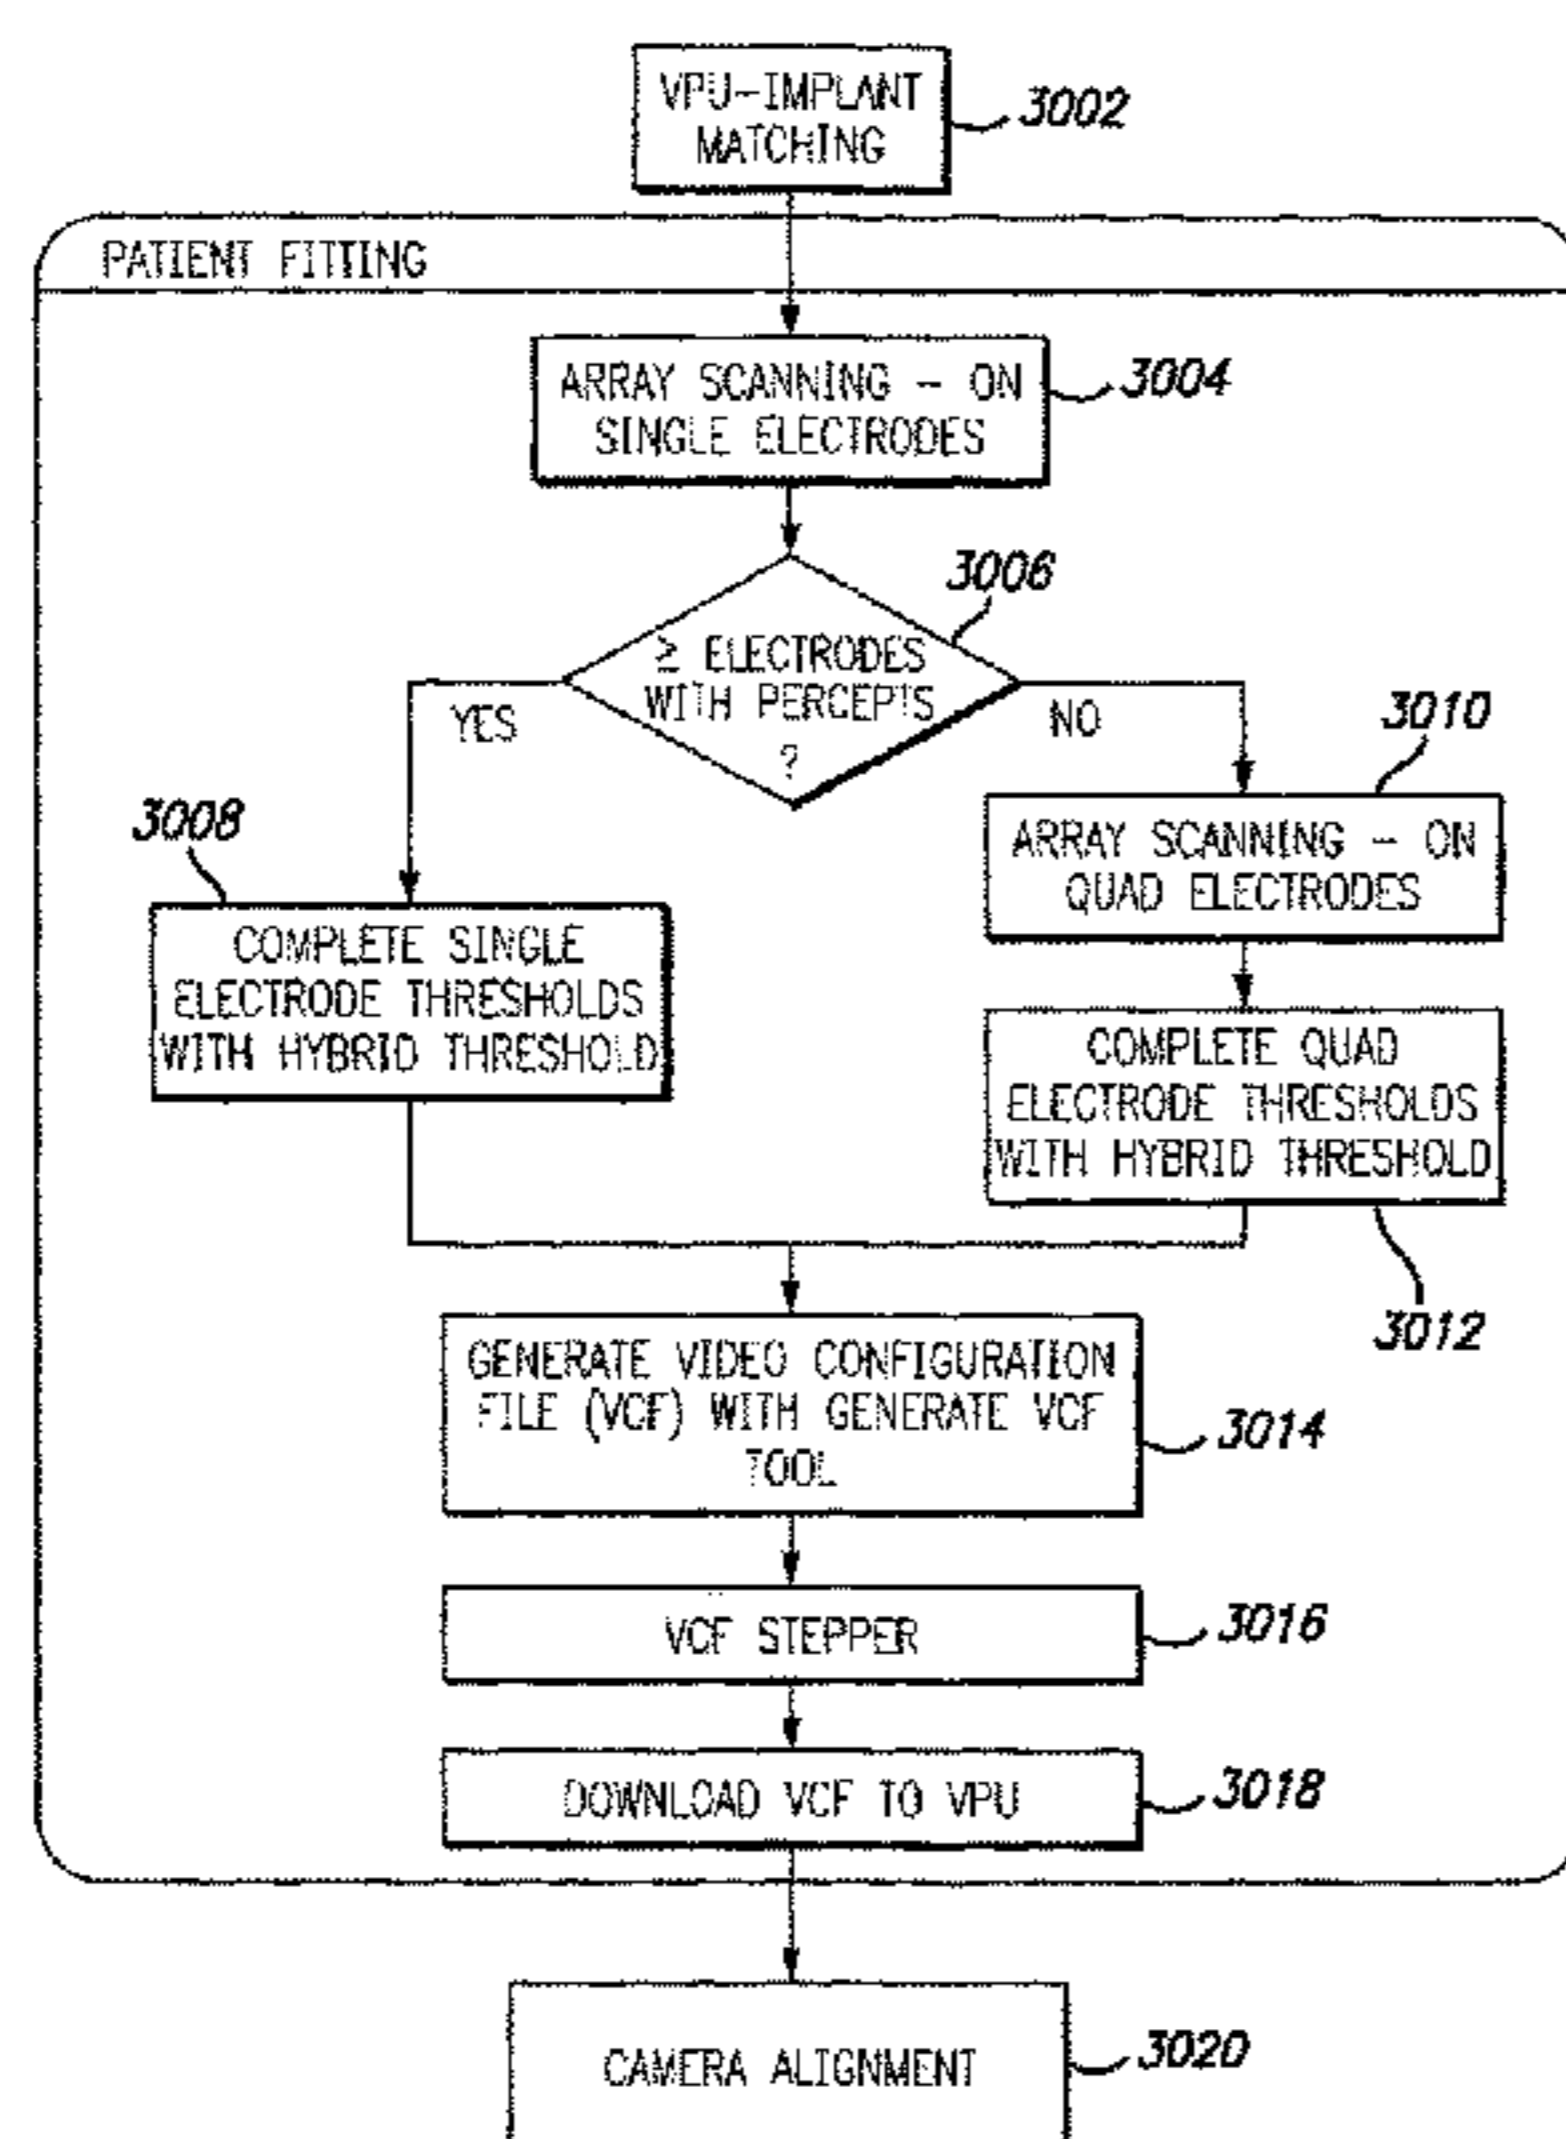 VPU-IMPLANT
MATCHING
3002
PATIENT FITTING
ARRAY SCANNING - ON
SINGLE ELECTRODES
3004
3006
≥ ELECTRODES
WITH PERCEPTS
?
YES
NO
3008
COMPLETE SINGLE
ELECTRODE THRESHOLDS
WITH HYBRID THRESHOLD
3010
ARRAY SCANNING - ON
QUAD ELECTRODES
COMPLETE QUAD
ELECTRODE THRESHOLDS
WITH HYBRID THRESHOLD
3012
GENERATE VIDEO CONFIGURATION
FILE (VCF) WITH GENERATE VCF
TOOL
3014
VCF STEPPER
3016
DOWNLOAD VCF TO VPU
3018
CAMERA ALIGNMENT
3020